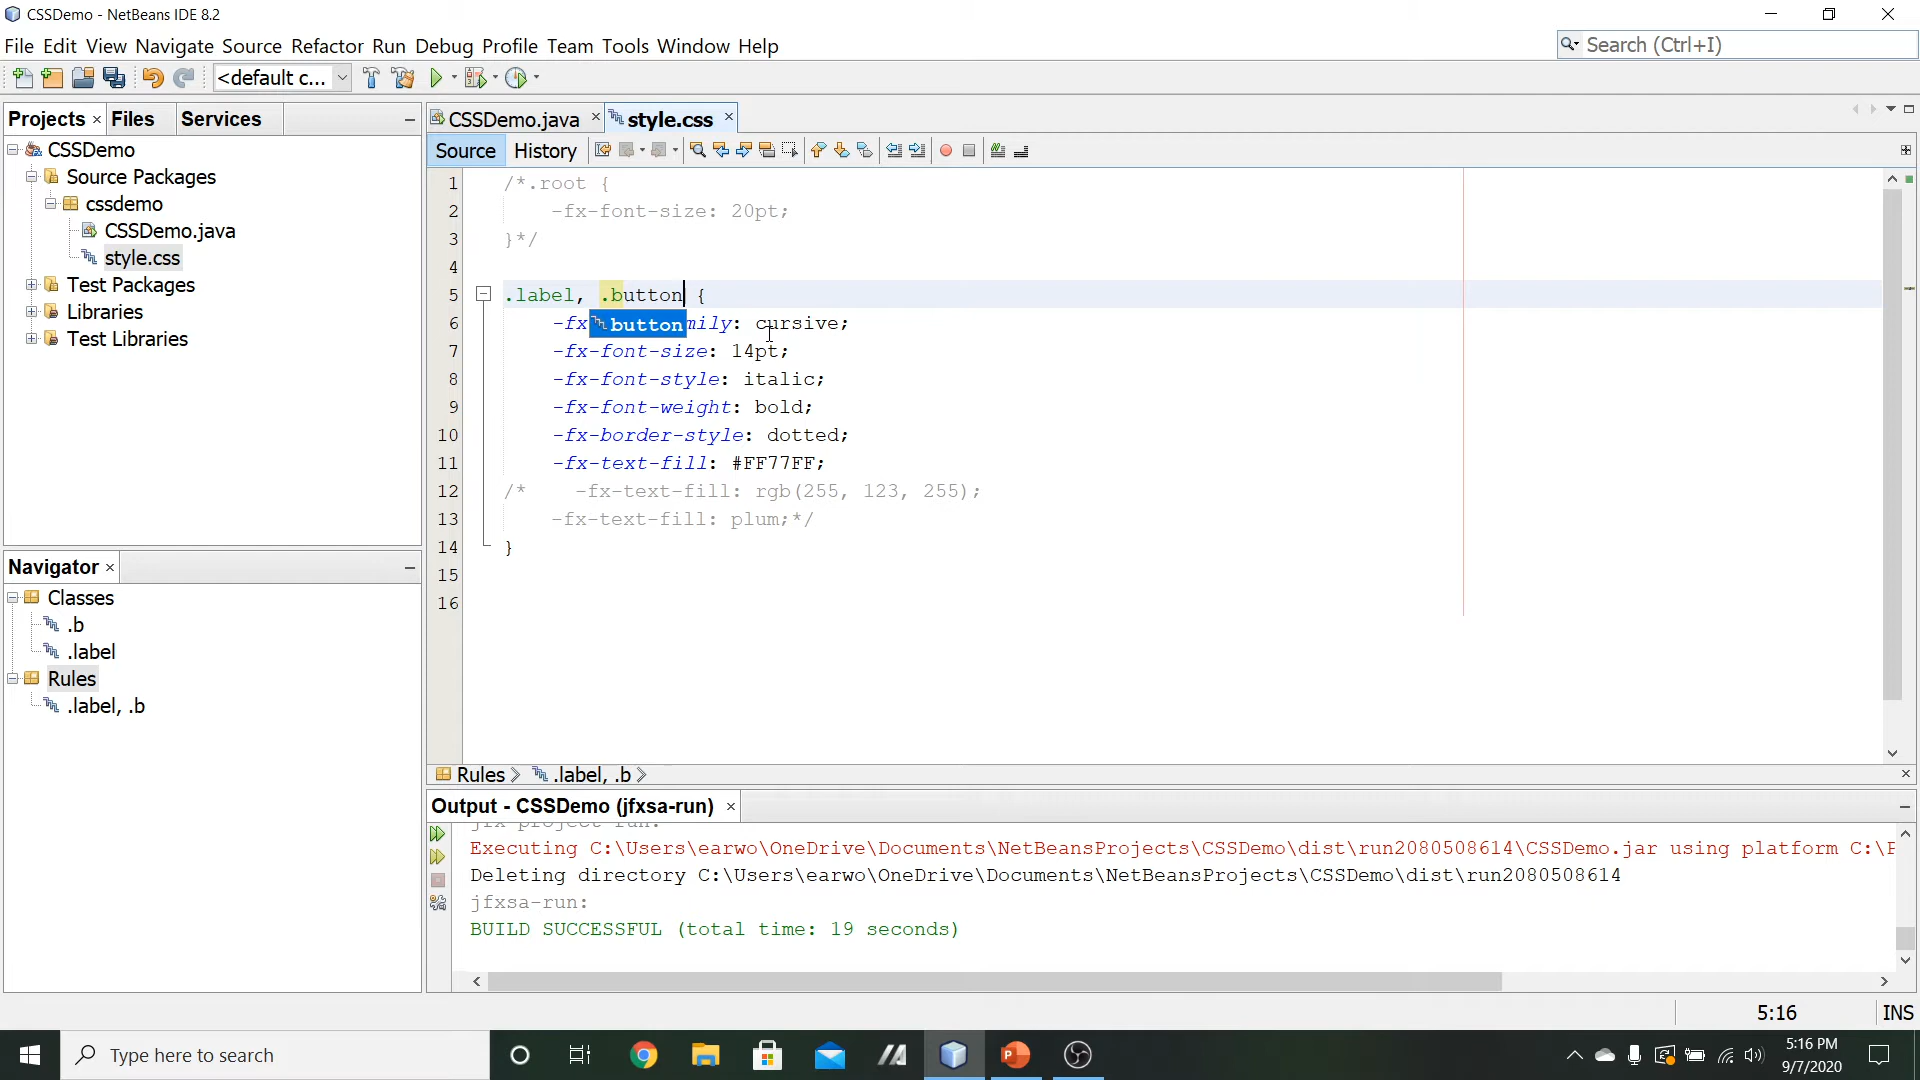 CSSDemo - NetBeans IDE 8.2
File Edit View Navigate Source Refactor Run Debug Profile Team Tools Window Help
Search (Ctrl+I)
<default c...
Projects
Files
Services
CSSDemo
Source Packages
cssdemo
CSSDemo.java
style.css
Test Packages
Libraries
Test Libraries
Navigator
Classes
.b
.label
Rules
.label, .b
CSSDemo.java
style.css
Source
History
1 /*.root {
2 -fx-font-size: 20pt;
3 }*/
4
5 .label, .button {
6 -fx mily: cursive;
button
7 -fx-font-size: 14pt;
8 -fx-font-style: italic;
9 -fx-font-weight: bold;
10 -fx-border-style: dotted;
11 -fx-text-fill: #FF77FF;
12 /* -fx-text-fill: rgb(255, 123, 255);
13 -fx-text-fill: plum;*/
14 }
15
16
Rules .label, .b
Output - CSSDemo (jfxsa-run)
Executing C:\Users\earwo\OneDrive\Documents\NetBeansProjects\CSSDemo\dist\run2080508614\CSSDemo.jar using platform C:\P
Deleting directory C:\Users\earwo\OneDrive\Documents\NetBeansProjects\CSSDemo\dist\run2080508614
jfxsa-run:
BUILD SUCCESSFUL (total time: 19 seconds)
5:16
INS
Type here to search
5:16 PM
9/7/2020